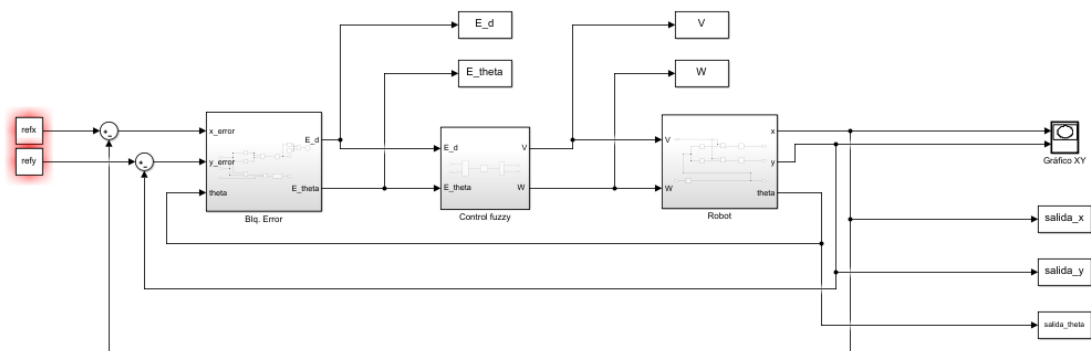 E_d
V
E_theta
W
refx
refy
x_error
y_error
theta
E_d
E_theta
Blq. Error
E_d
E_theta
V
W
Control fuzzy
V
W
x
y
theta
Robot
Gráfico XY
salida_x
salida_y
salida_theta